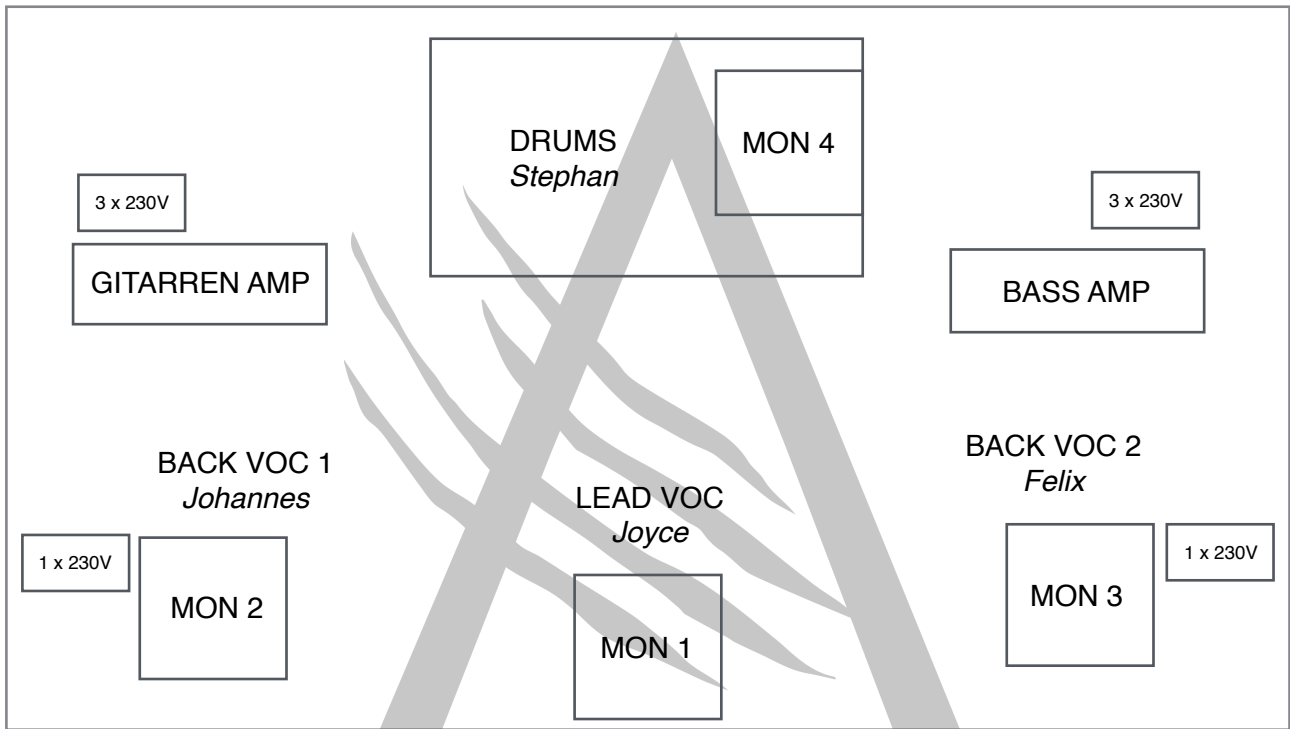 DRUMS
Stephan
MON 4
3 x 230V
3 x 230V
GITARREN AMP
BASS AMP
BACK VOC 1
Johannes
LEAD VOC
Joyce
BACK VOC 2
Felix
1 x 230V
MON 2
MON 1
MON 3
1 x 230V